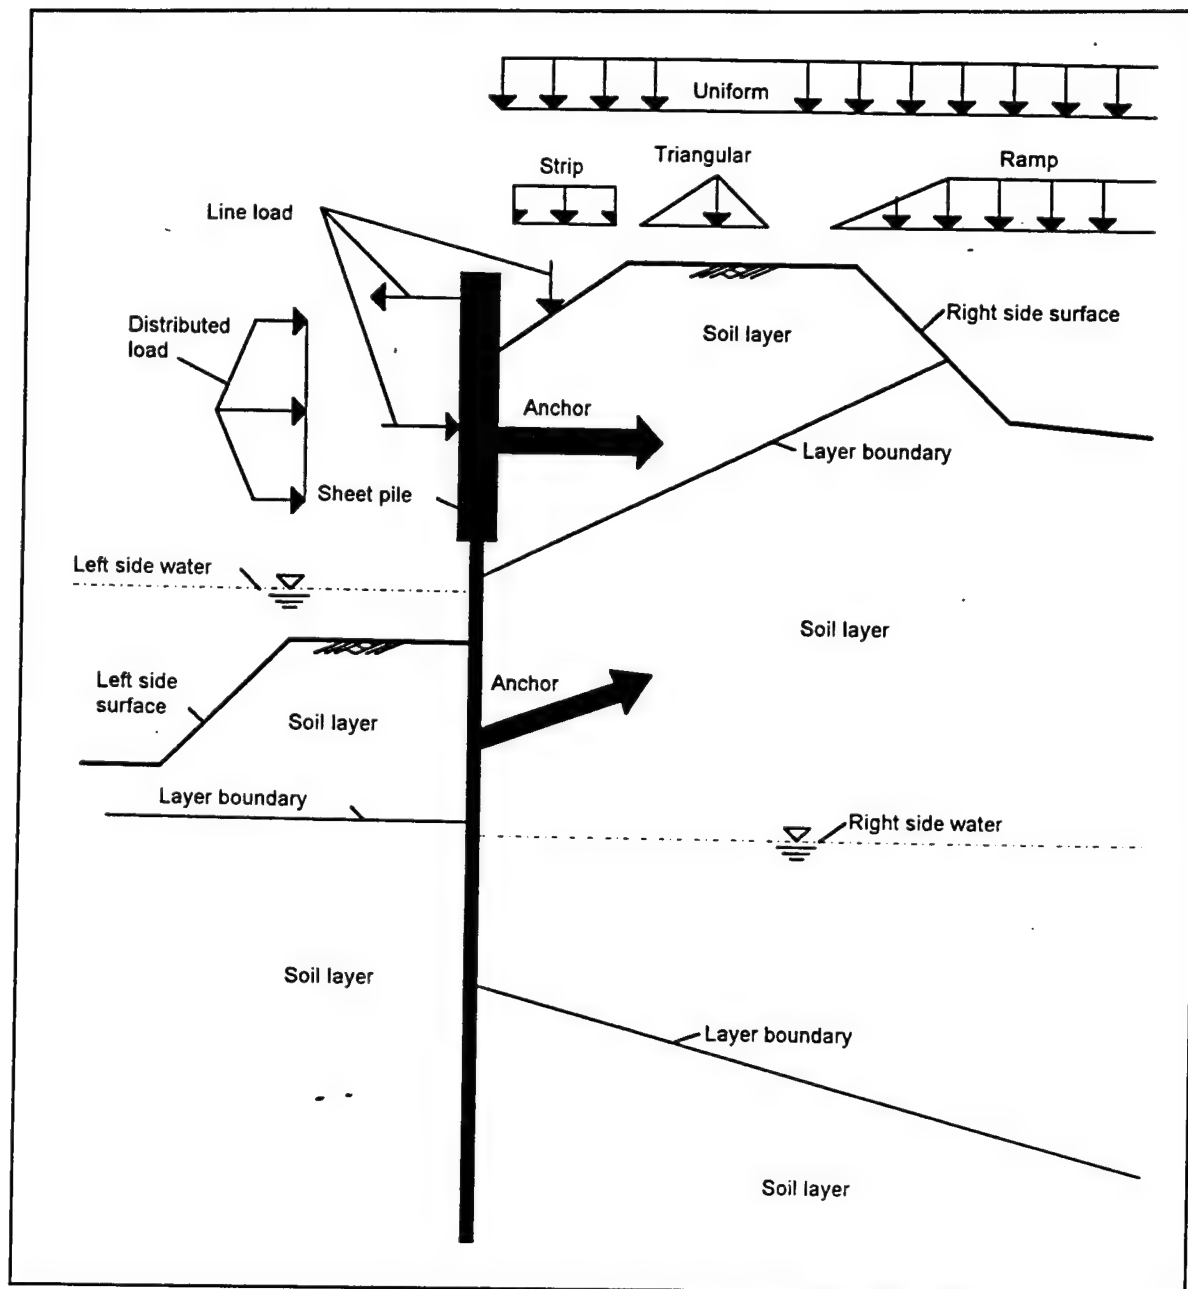 Uniform
Strip
Triangular
Ramp
Line load
Distributed
load
Soil layer
Right side surface
Anchor
Layer boundary
Sheet pile
Left side water
Soil layer
Left side
surface
Anchor
Soil layer
Layer boundary
Right side water
Soil layer
Layer boundary
Soil layer